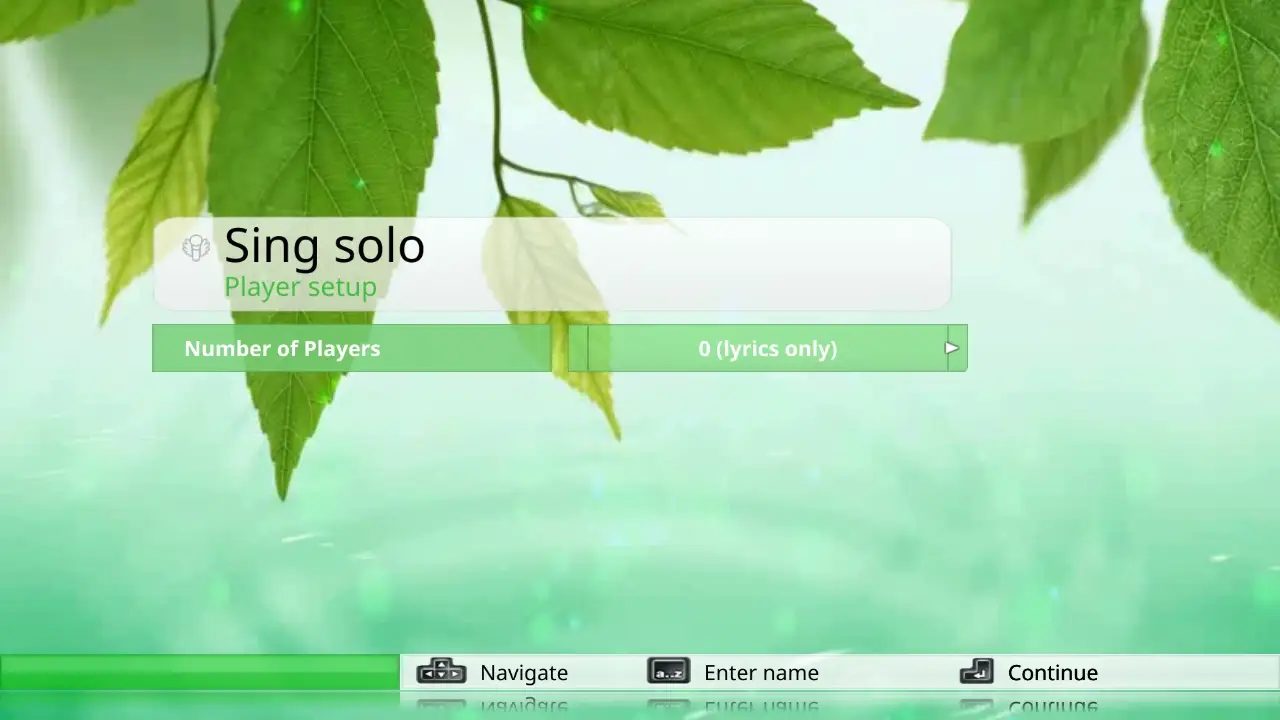 Sing solo
Player setup
Number of Players 0 (lyrics only)
a..z
Navigate Enter name Continue